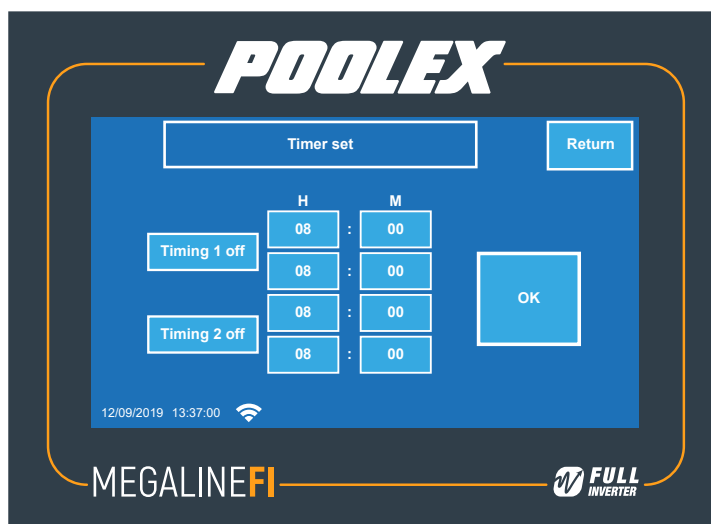 POOLEX
Timer set
Return
H M
08 : 00
Timing 1 off
08 : 00
08 : 00
Timing 2 off
08 : 00
OK
12/09/2019 13:37:00
MEGALINEFI
FULL
INVERTER